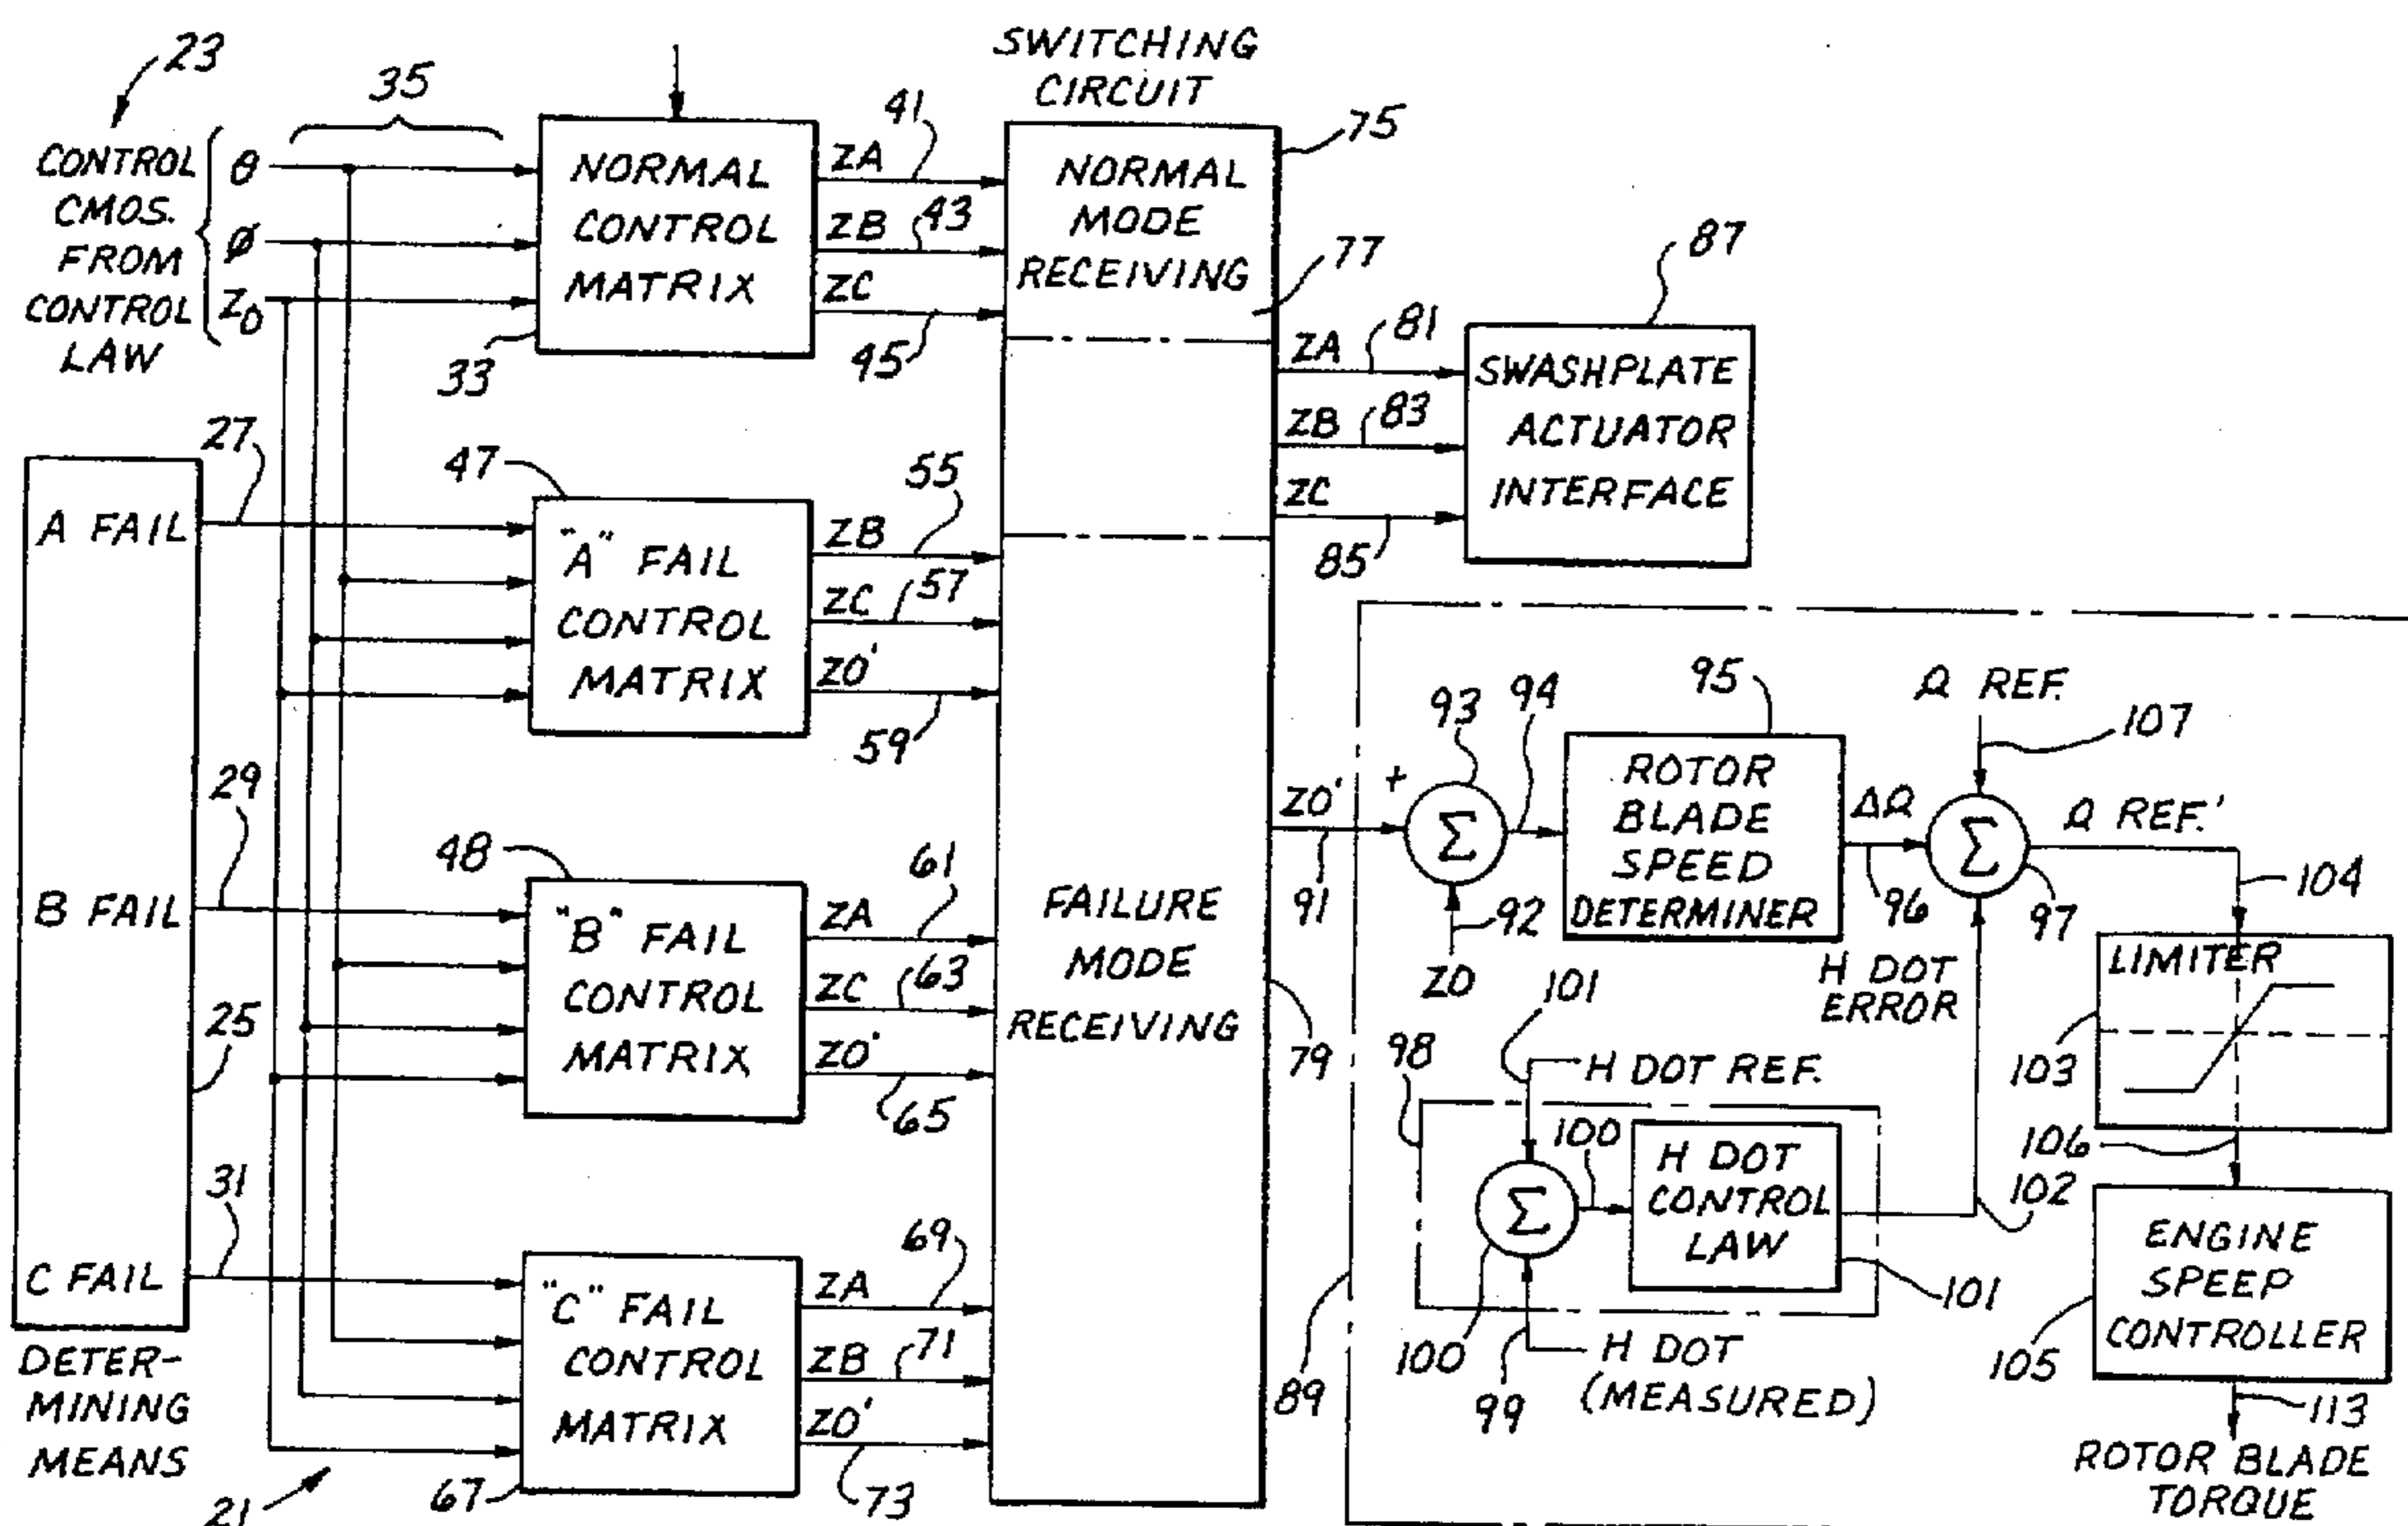 23
CONTROL
CMOS.
FROM
CONTROL
LAW
θ
Ø
Z0
35
NORMAL
CONTROL
MATRIX
33
ZA
41
ZB
43
ZC
45
SWITCHING
CIRCUIT
NORMAL
MODE
RECEIVING
75
77
ZA
81
ZB
83
ZC
85
87
SWASHPLATE
ACTUATOR
INTERFACE
A FAIL
27
B FAIL
29
25
C FAIL
31
DETER-
MINING
MEANS
21
47
"A" FAIL
CONTROL
MATRIX
ZB
55
ZC
57
ZO'
59
48
"B" FAIL
CONTROL
MATRIX
ZA
61
ZC
63
ZO'
65
"C" FAIL
CONTROL
MATRIX
67
ZA
69
ZB
71
ZO'
73
FAILURE
MODE
RECEIVING
79
89
ZO'
91
+
93
Σ
92
ZO
94
95
ROTOR
BLADE
SPEED
DETERMINER
ΔΩ
96
H DOT
ERROR
Ω REF.
107
Σ
97
Ω REF.'
104
LIMITER
103
106
102
98
101
H DOT REF.
Σ
100
100
H DOT
CONTROL
LAW
101
99
H DOT
(MEASURED)
ENGINE
SPEEP
CONTROLLER
105
113
ROTOR BLADE
TORQUE